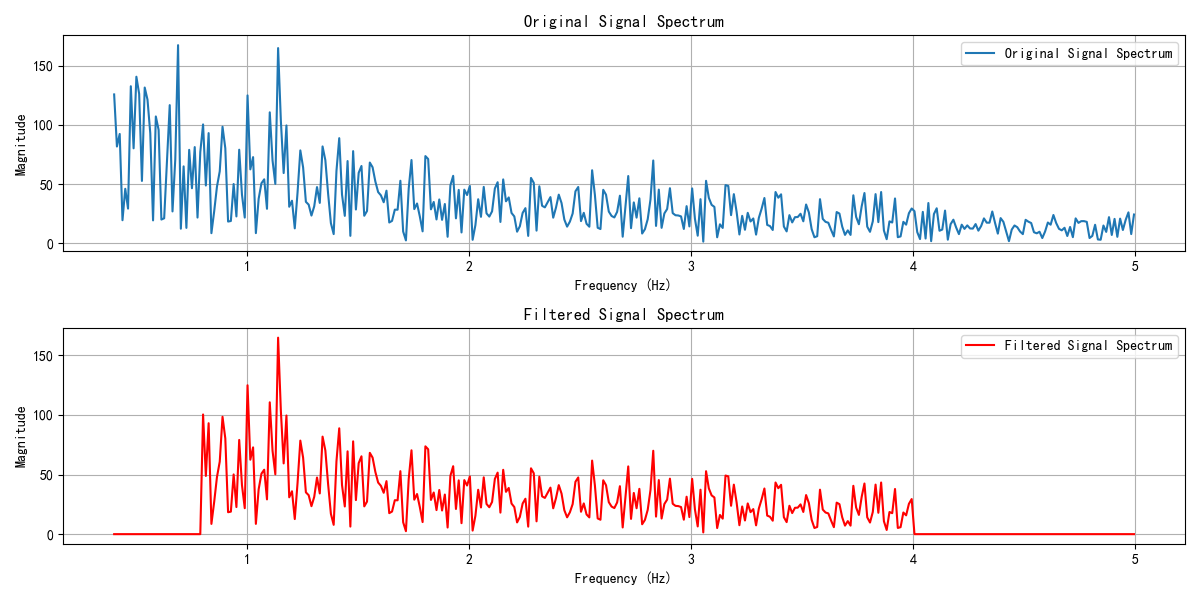 Original Signal Spectrum
Original Signal Spectrum
Magnitude
150
100
50
0
1
2
3
4
5
Frequency (Hz)
Filtered Signal Spectrum
Filtered Signal Spectrum
Magnitude
150
100
50
0
1
2
3
4
5
Frequency (Hz)